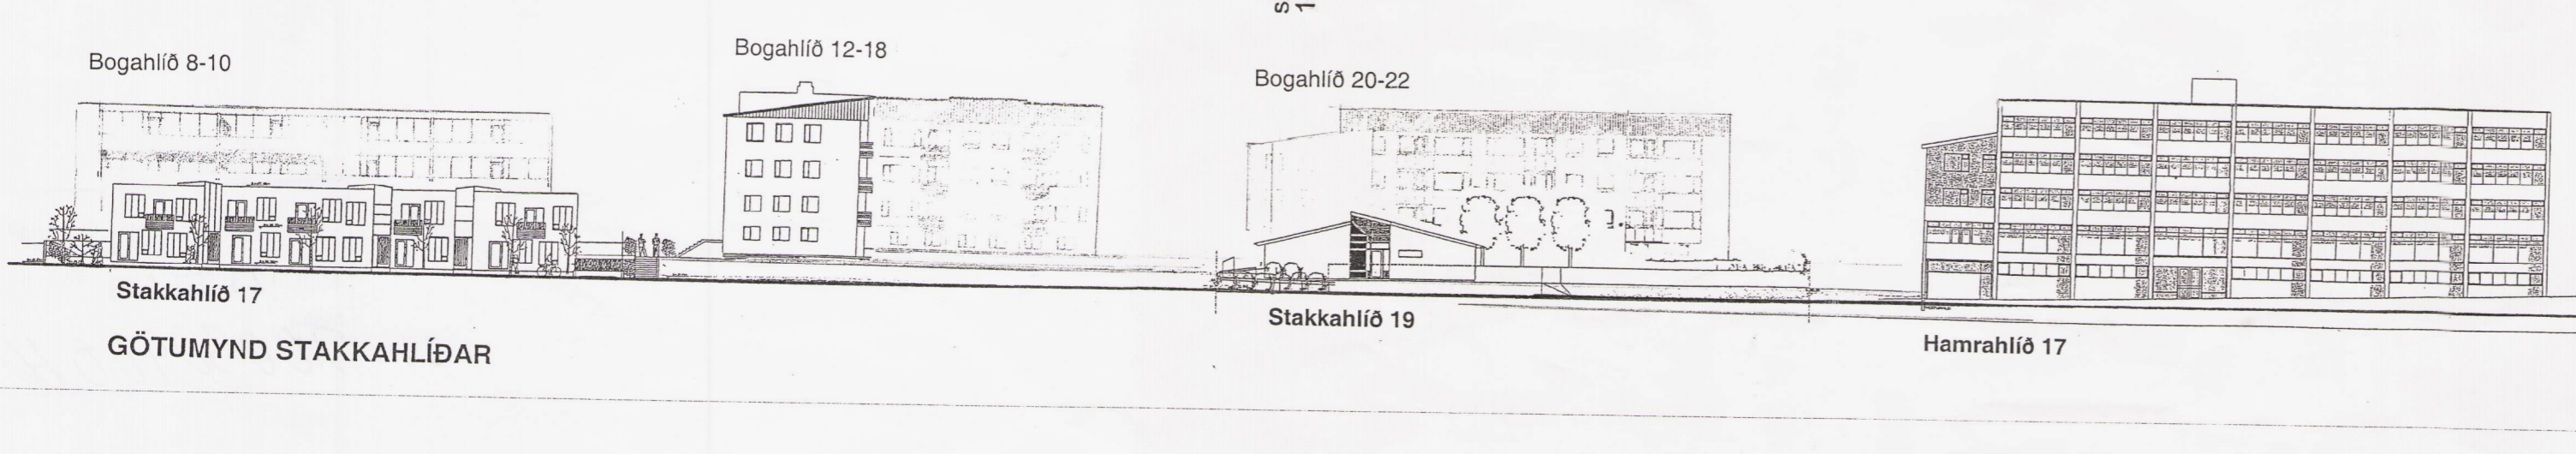 Bogahlíð 8-10
Bogahlíð 12-18
Bogahlíð 20-22
Stakkahlíð 17
Stakkahlíð 19
Hamrahlíð 17
GÖTUMYND STAKKAHLÍÐAR